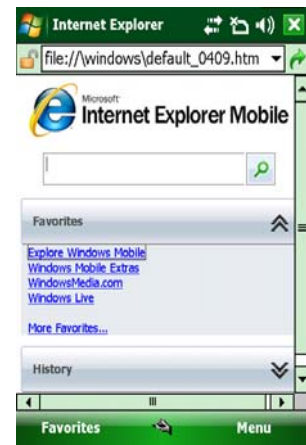 Internet Explorer
file://\windows\default_0409.htm
Microsoft
Internet Explorer Mobile
Favorites
Explore Windows Mobile
Windows Mobile Extras
WindowsMedia.com
Windows Live
More Favorites...
History
Favorites
Menu